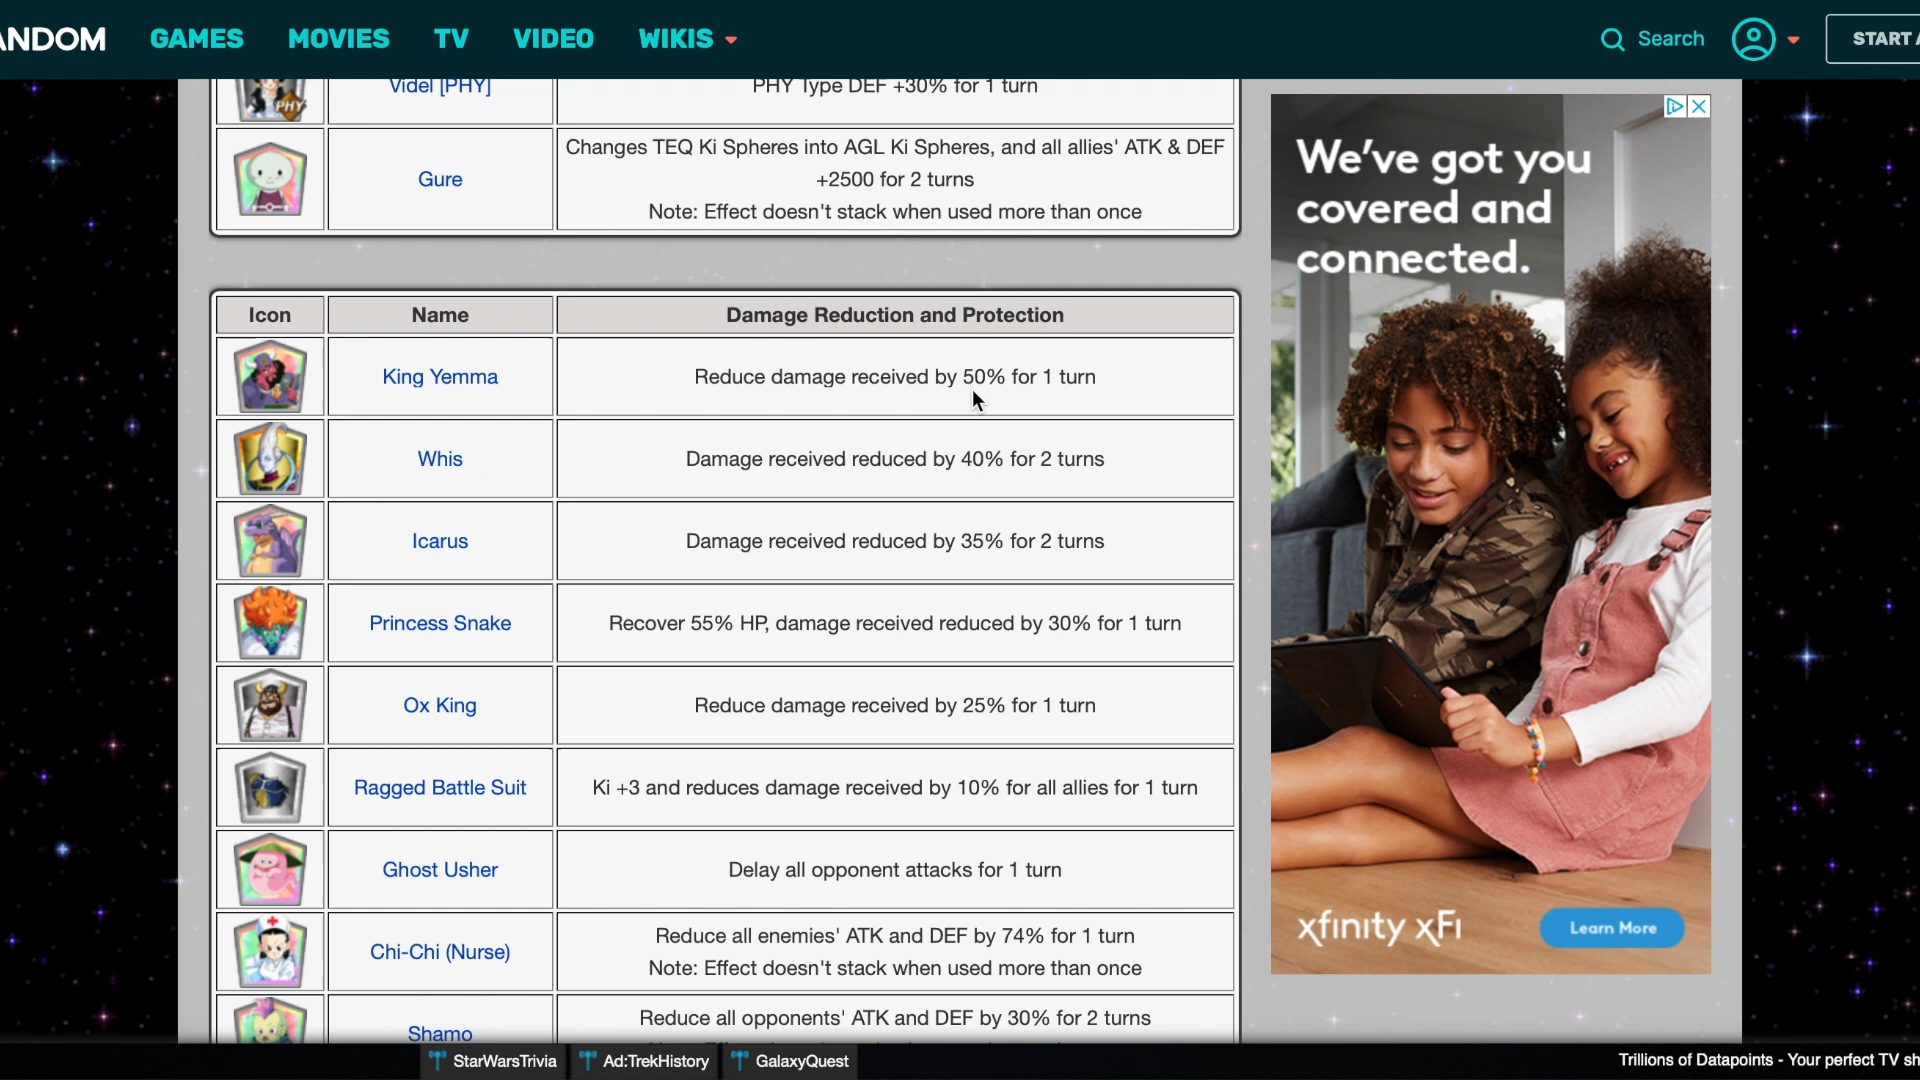 ANDOM GAMES MOVIES TV VIDEO WIKIS Search START A
Videl [PHY] PHY Type DEF +30% for 1 turn
PHY
Gure
Changes TEQ Ki Spheres into AGL Ki Spheres, and all allies' ATK & DEF
+2500 for 2 turns
Note: Effect doesn't stack when used more than once
Icon Name Damage Reduction and Protection
King Yemma Reduce damage received by 50% for 1 turn
Whis Damage received reduced by 40% for 2 turns
Icarus Damage received reduced by 35% for 2 turns
Princess Snake Recover 55% HP, damage received reduced by 30% for 1 turn
Ox King Reduce damage received by 25% for 1 turn
Ragged Battle Suit Ki +3 and reduces damage received by 10% for all allies for 1 turn
Ghost Usher Delay all opponent attacks for 1 turn
Chi-Chi (Nurse)
Reduce all enemies' ATK and DEF by 74% for 1 turn
Note: Effect doesn't stack when used more than once
Shamo
Reduce all opponents' ATK and DEF by 30% for 2 turns
We've got you
covered and
connected.
xfinity xFi Learn More
StarWarsTrivia Ad:TrekHistory GalaxyQuest Trillions of Datapoints - Your perfect TV sh